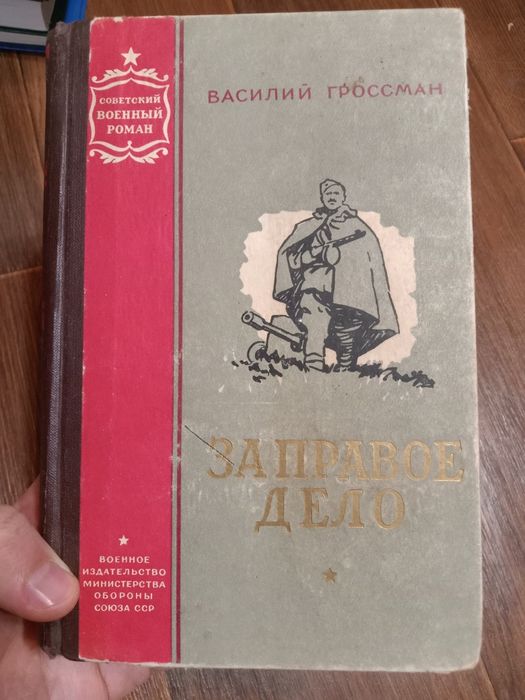 СОВЕТСКИЙ
ВОЕННЫЙ
РОМАН
ВАСИЛИЙ ГРОССМАН
ЗА ПРАВОЕ
ДЕЛО
ВОЕННОЕ
ИЗДАТЕЛЬСТВО
МИНИСТЕРСТВА
ОБОРОНЫ
СОЮЗА ССР